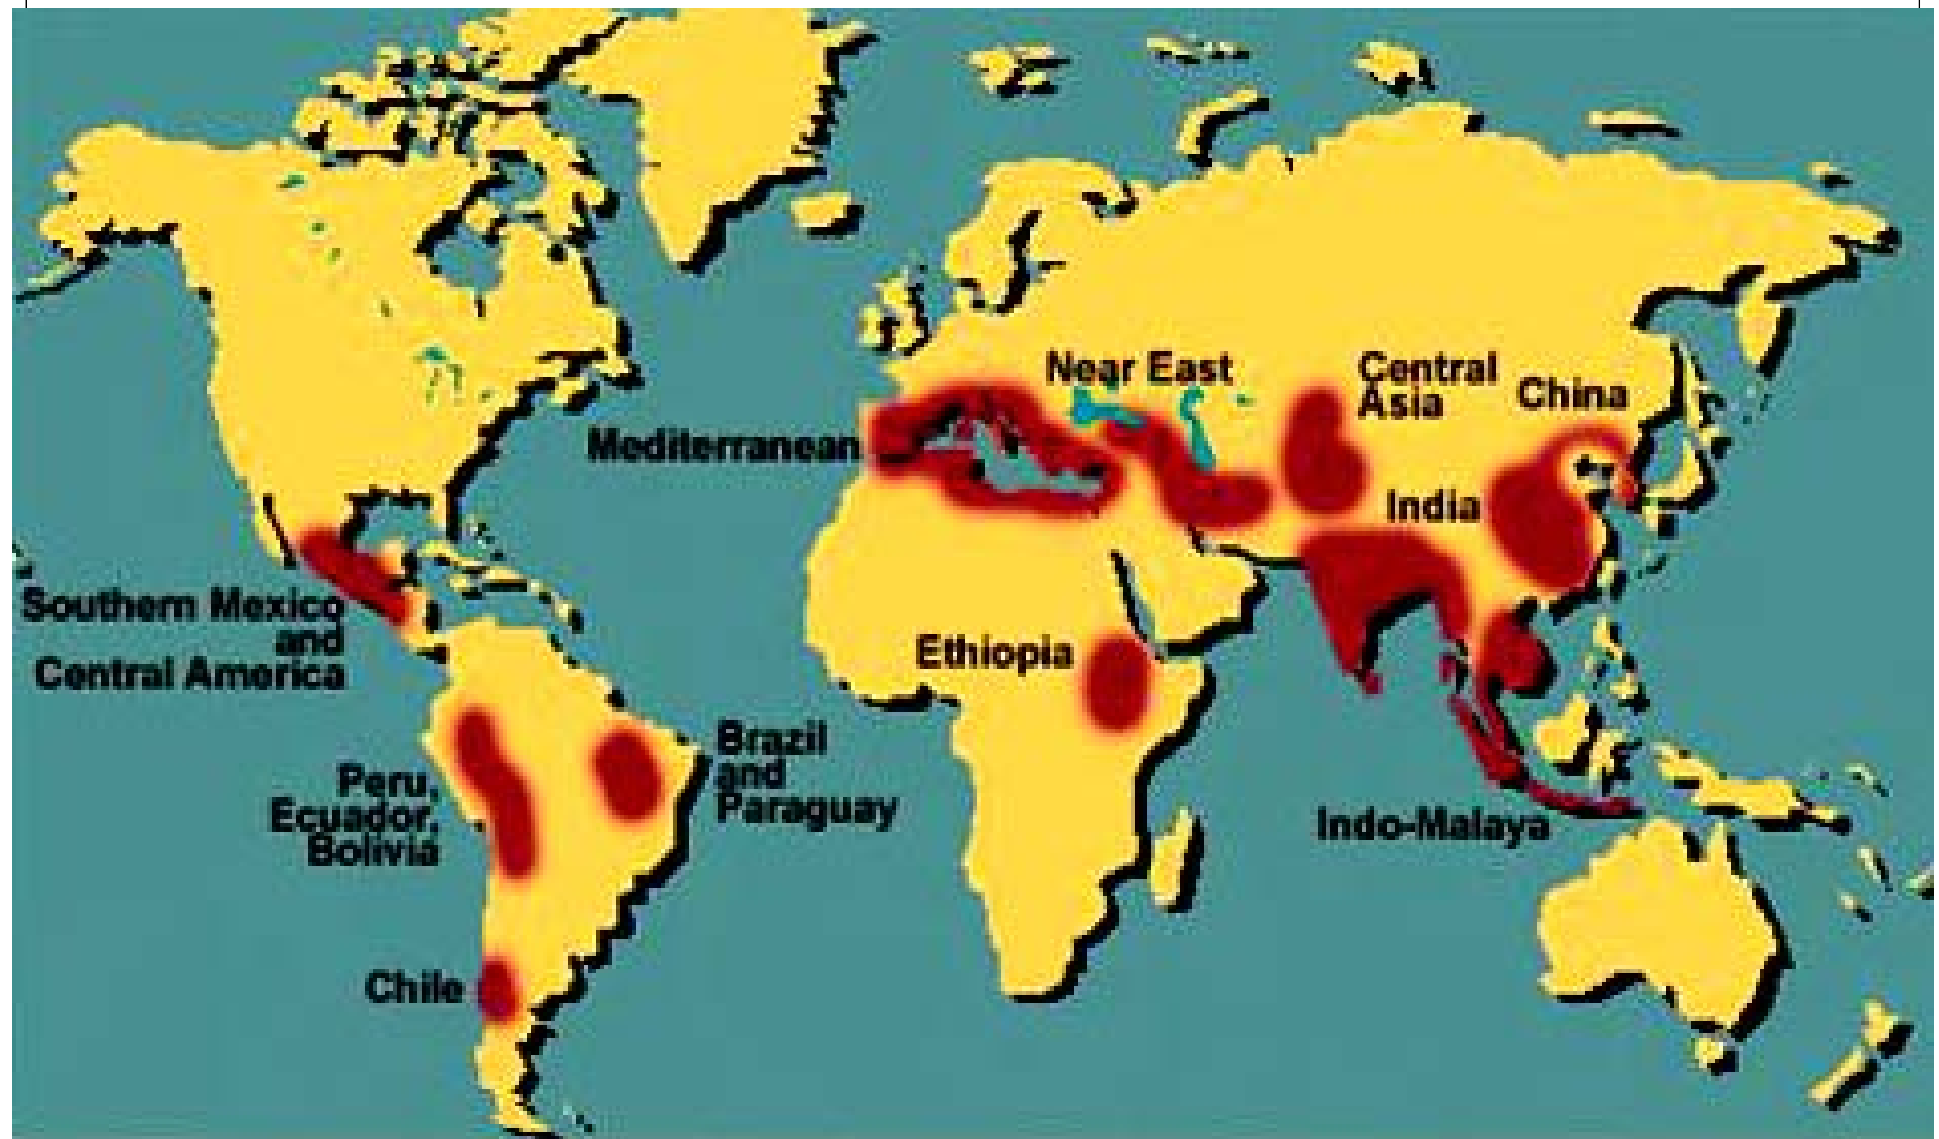 Near East
Central
Asia
China
Mediterranean
India
Southern Mexico
and
Central America
Ethiopia
Brazil
and
Paraguay
Peru,
Ecuador,
Bolivia
Indo-Malaya
Chile